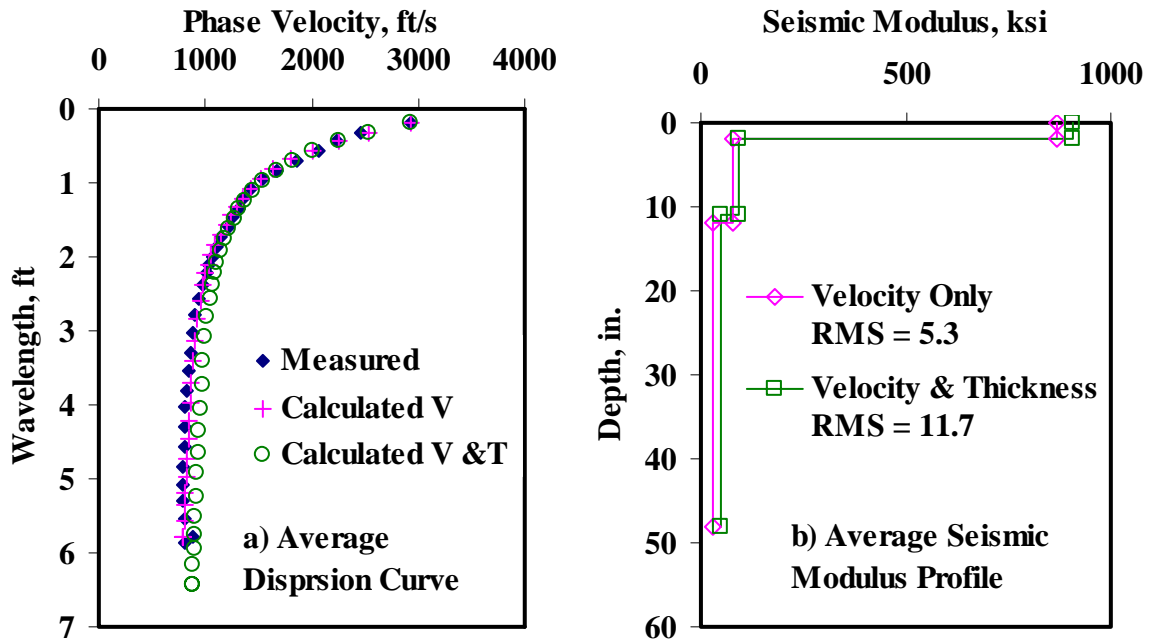 Phase Velocity, ft/s
0 1000 2000 3000 4000
0
1
2
3
4
5
6
7
Wavelength, ft
Measured
Calculated V
Calculated V &T
a) Average
Disprsion Curve
Seismic Modulus, ksi
0 500 1000
0
10
20
30
40
50
60
Depth, in.
Velocity Only
RMS = 5.3
Velocity & Thickness
RMS = 11.7
b) Average Seismic
Modulus Profile